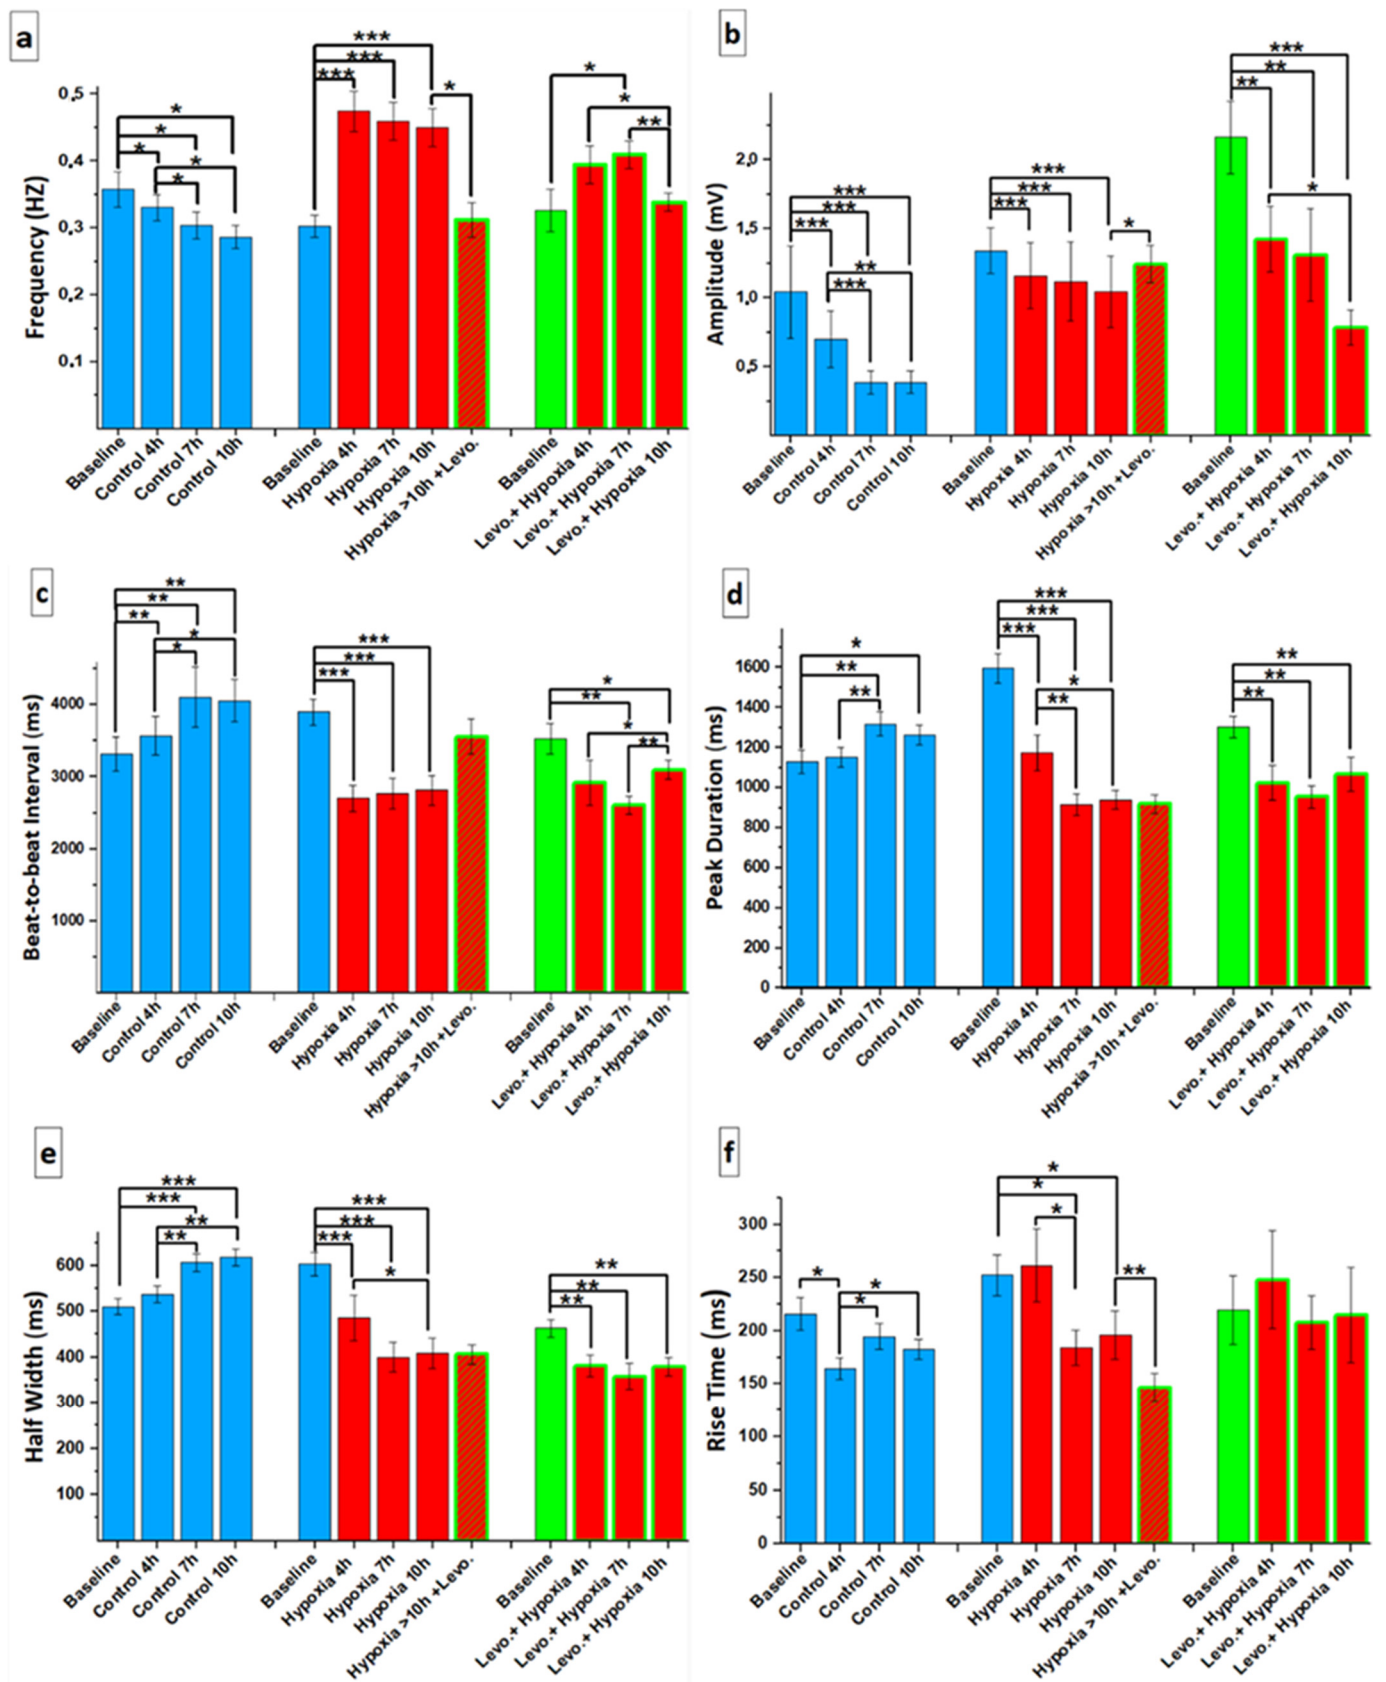 a
Frequency (HZ)
0,5
0,4
0,3
0,2
0,1
* * * * *
*** *** *** *
* * **
Baseline
Control 4h
Control 7h
Control 10h
Baseline
Hypoxia 4h
Hypoxia 7h
Hypoxia 10h
Hypoxia >10h +Levo.
Baseline
Levo.+ Hypoxia 4h
Levo.+ Hypoxia 7h
Levo.+ Hypoxia 10h
b
Amplitude (mV)
2,0
1,5
1,0
0,5
*** *** *** ** ***
*** *** *** *
*** ** ** *
Baseline
Control 4h
Control 7h
Control 10h
Baseline
Hypoxia 4h
Hypoxia 7h
Hypoxia 10h
Hypoxia >10h +Levo.
Baseline
Levo.+ Hypoxia 4h
Levo.+ Hypoxia 7h
Levo.+ Hypoxia 10h
c
Beat-to-beat Interval (ms)
4000
3000
2000
1000
** ** ** * *
*** *** ***
* ** * **
Baseline
Control 4h
Control 7h
Control 10h
Baseline
Hypoxia 4h
Hypoxia 7h
Hypoxia 10h
Hypoxia >10h +Levo.
Baseline
Levo.+ Hypoxia 4h
Levo.+ Hypoxia 7h
Levo.+ Hypoxia 10h
d
Peak Duration (ms)
1600
1400
1200
1000
800
600
400
200
0
* ** **
*** *** *** * **
** ** **
Baseline
Control 4h
Control 7h
Control 10h
Baseline
Hypoxia 4h
Hypoxia 7h
Hypoxia 10h
Hypoxia >10h +Levo.
Baseline
Levo.+ Hypoxia 4h
Levo.+ Hypoxia 7h
Levo.+ Hypoxia 10h
e
Half Width (ms)
600
500
400
300
200
100
*** *** ** **
*** *** *** *
** ** **
Baseline
Control 4h
Control 7h
Control 10h
Baseline
Hypoxia 4h
Hypoxia 7h
Hypoxia 10h
Hypoxia >10h +Levo.
Baseline
Levo.+ Hypoxia 4h
Levo.+ Hypoxia 7h
Levo.+ Hypoxia 10h
f
Rise Time (ms)
300
250
200
150
100
50
0
* * *
* * * **
Baseline
Control 4h
Control 7h
Control 10h
Baseline
Hypoxia 4h
Hypoxia 7h
Hypoxia 10h
Hypoxia >10h +Levo.
Baseline
Levo.+ Hypoxia 4h
Levo.+ Hypoxia 7h
Levo.+ Hypoxia 10h